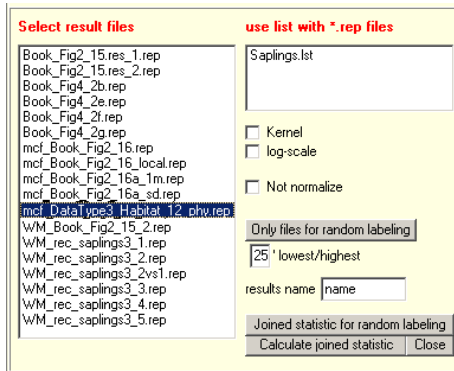 Select result files
use list with *.rep files
Book_Fig2_15.res_1.rep
Book_Fig2_15.res_2.rep
Book_Fig4_2b.rep
Book_Fig4_2e.rep
Book_Fig4_2f.rep
Book_Fig4_2g.rep
mcf_Book_Fig2_16.rep
mcf_Book_Fig2_16_local.rep
mcf_Book_Fig2_16a_1m.rep
mcf_Book_Fig2_16a_sd.rep
mcf_DataType3_Habitat_12_phy.rep
WM_Book_Fig2_15_2.rep
WM_rec_saplings3_1.rep
WM_rec_saplings3_2.rep
WM_rec_saplings3_2vs1.rep
WM_rec_saplings3_3.rep
WM_rec_saplings3_4.rep
WM_rec_saplings3_5.rep
Saplings.lst
Kernel
log-scale
Not normalize
Only files for random labeling
25 ' lowest/highest
results name name
Joined statistic for random labeling
Calculate joined statistic Close